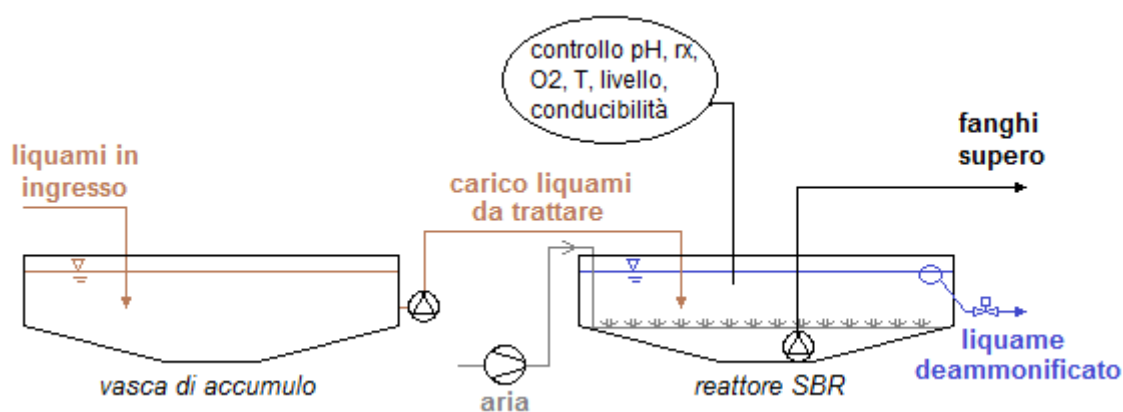 controllo pH, rx,
O2, T, livello,
conducibilità
fanghi
supero
liquami in
ingresso
carico liquami
da trattare
liquame
deammonificato
vasca di accumulo
aria
reattore SBR